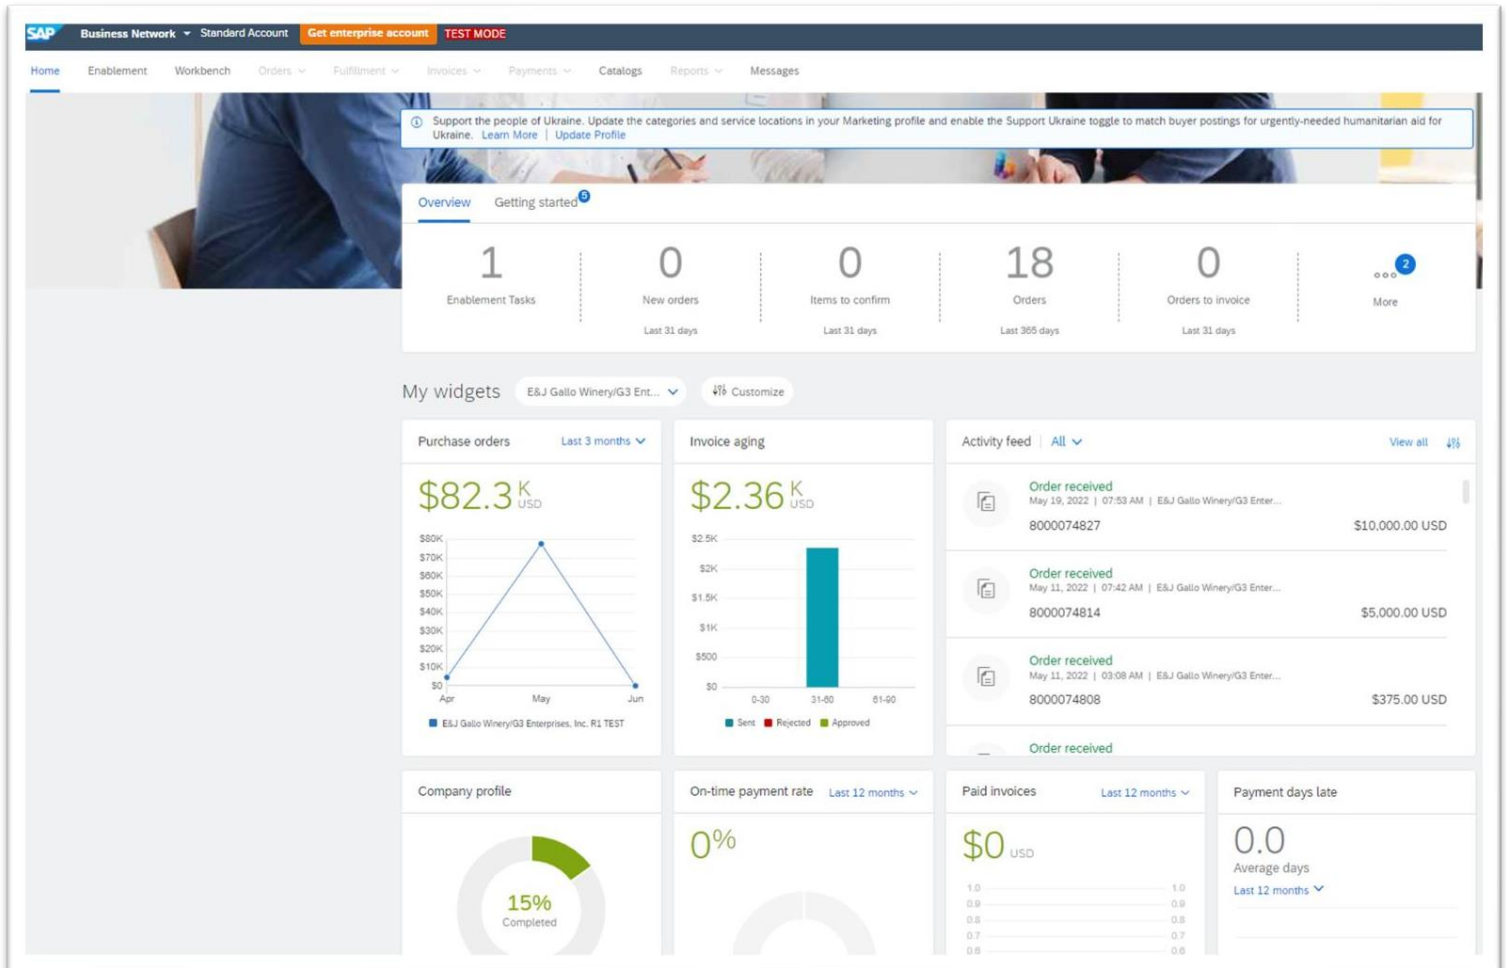 SAP Business Network Standard Account Get enterprise account TEST MODE
Home Enablement Workbench Orders Fulfillment Invoices Payments Catalogs Reports Messages
Support the people of Ukraine. Update the categories and service locations in your Marketing profile and enable the Support Ukraine toggle to match buyer postings for urgently-needed humanitarian aid for
Ukraine. Learn More | Update Profile
Overview Getting started 5
1 0 0 18 0 2
Enablement Tasks New orders Items to confirm Orders Orders to invoice More
Last 31 days Last 31 days Last 365 days Last 31 days
My widgets E&J Gallo Winery/G3 Ent... Customize
Purchase orders Last 3 months
$82.3 K USD
$80K
$70K
$60K
$50K
$40K
$30K
$20K
$10K
$0
Apr May Jun
E&J Gallo Winery/G3 Enterprises, Inc. R1 TEST
Invoice aging
$2.36 K USD
$2.5K
$2K
$1.5K
$1K
$500
$0
0-30 31-60 61-90
Sent Rejected Approved
Activity feed | All View all
Order received
May 19, 2022 | 07:53 AM | E&J Gallo Winery/G3 Enter...
8000074827 $10,000.00 USD
Order received
May 11, 2022 | 07:42 AM | E&J Gallo Winery/G3 Enter...
8000074814 $5,000.00 USD
Order received
May 11, 2022 | 03:08 AM | E&J Gallo Winery/G3 Enter...
8000074808 $375.00 USD
Order received
Company profile
15%
Completed
On-time payment rate Last 12 months
0%
Paid invoices Last 12 months
$0 USD
1.0 1.0
0.9 0.9
0.8 0.8
0.7 0.7
0.6 0.6
Payment days late
0.0
Average days
Last 12 months